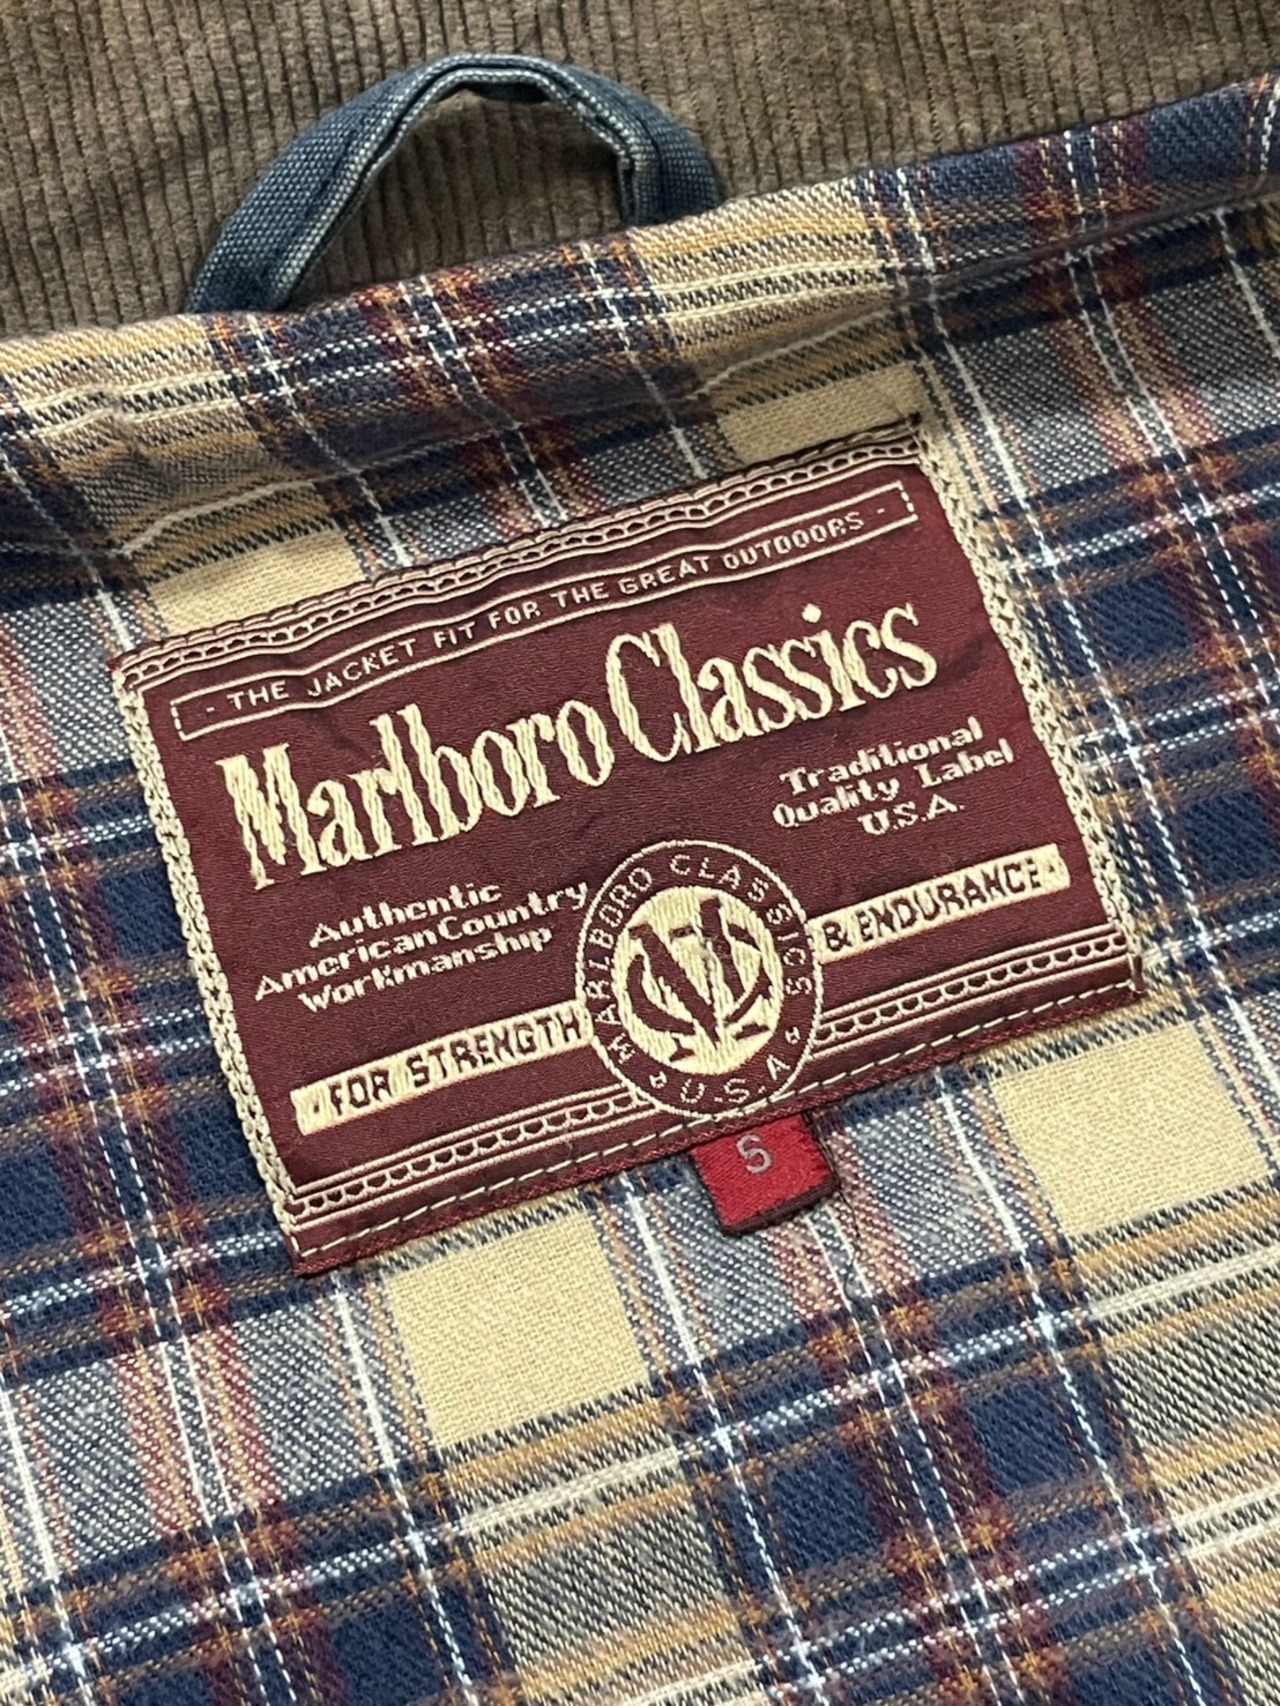 · THE JACKET FIT FOR THE GREAT OUTDOORS ·
Marlboro Classics
Traditional
Quality Label
U.S.A.
Authentic
American Country
Workmanship
· FOR STRENGTH
& ENDURANCE ·
MARLBORO CLASSICS
U.S.A
MC
S